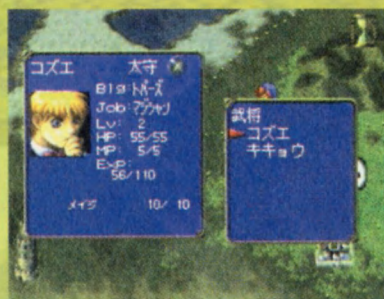 コズエ 太守
Big:トパーズ
Job:マジシャン
Lv: 2
HP: 55/55
MP: 5/5
Exp:
56/110
メイジ 10/ 10
武将
コズエ
キキョウ